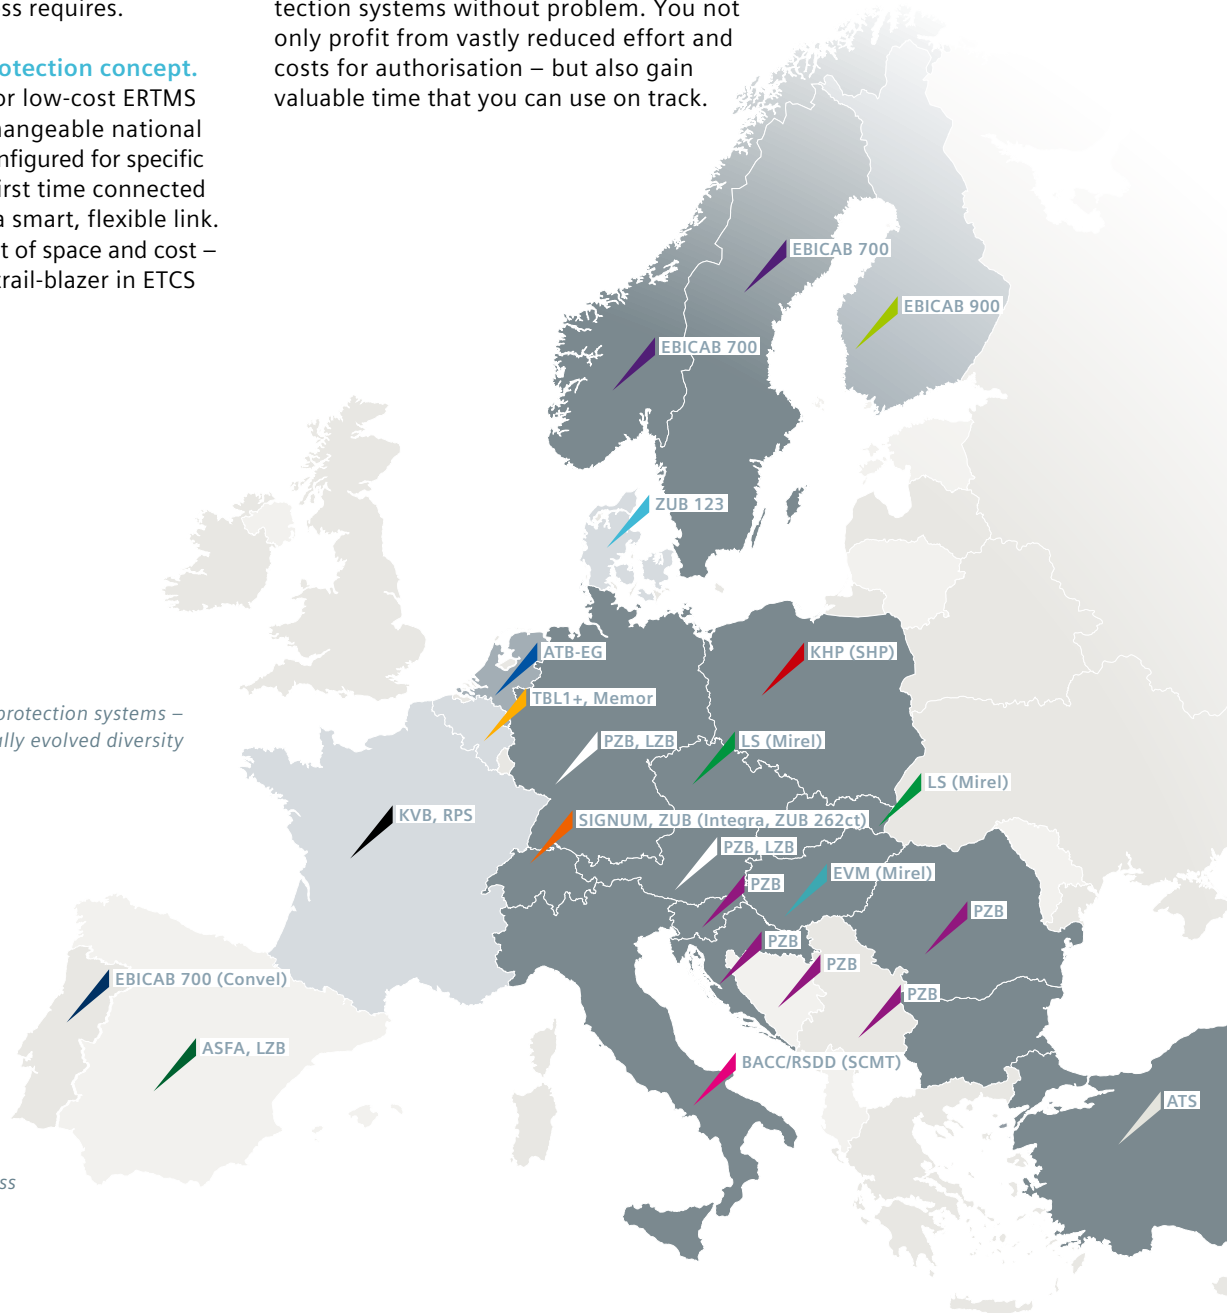 ss requires.
otection concept.
or low-cost ERTMS
hangeable national
nfigured for specific
irst time connected
a smart, flexible link.
t of space and cost –
trail-blazer in ETCS
tection systems without problem. You not
only profit from vastly reduced effort and
costs for authorisation – but also gain
valuable time that you can use on track.
EBICAB 700
EBICAB 900
EBICAB 700
ZUB 123
ATB-EG
KHP (SHP)
TBL1+, Memor
protection systems –
ally evolved diversity
PZB, LZB
LS (Mirel)
LS (Mirel)
KVB, RPS
SIGNUM, ZUB (Integra, ZUB 262ct)
PZB, LZB
EVM (Mirel)
PZB
PZB
PZB
PZB
EBICAB 700 (Convel)
PZB
ASFA, LZB
BACC/RSDD (SCMT)
ATS
ss